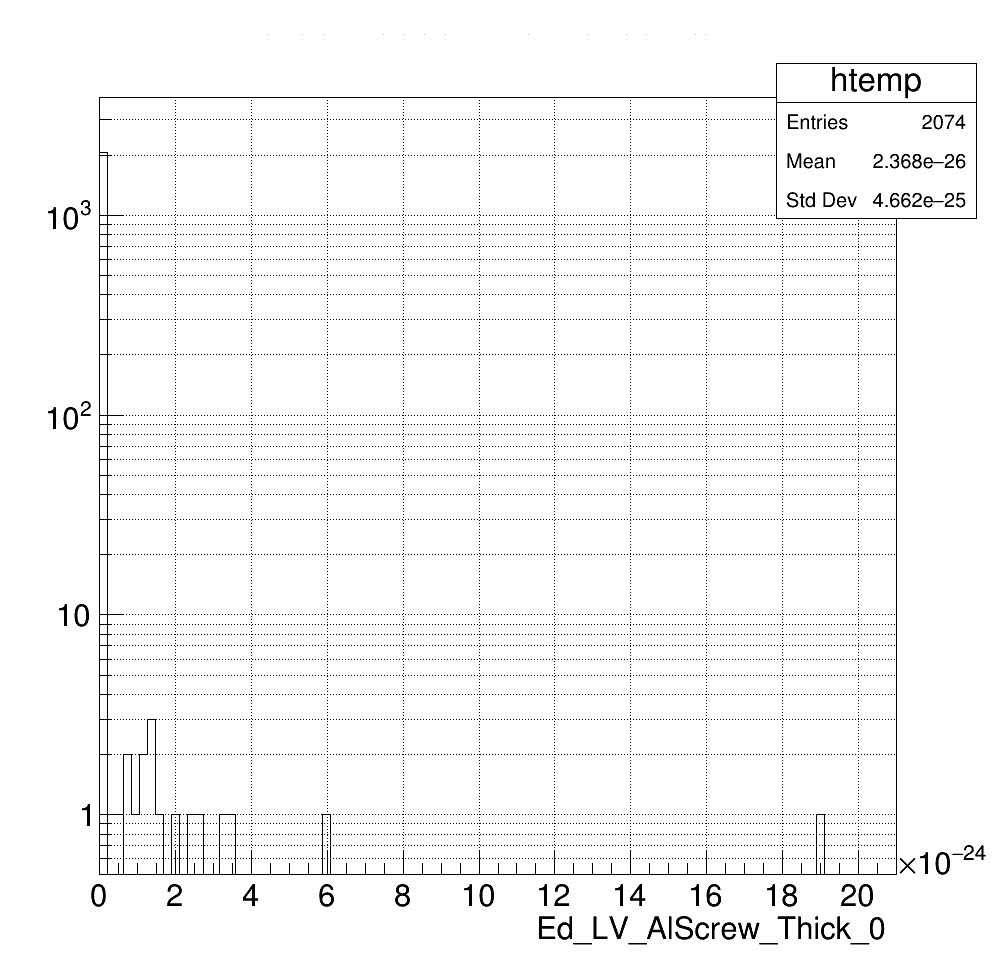 htemp
Entries 2074
Mean 2.368e−26
Std Dev 4.662e−25
10³
10²
10
1
0 2 4 6 8 10 12 14 16 18 20
×10⁻²⁴
Ed_LV_AlScrew_Thick_0